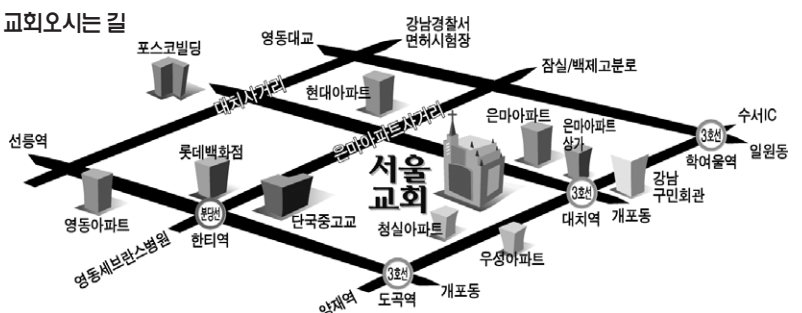 교회오시는 길
포스코빌딩
영동대교
강남경찰서
면허시험장
대치사거리
현대아파트
잠실/백제고분로
은마아파트사거리
은마아파트
은마아파트
상가
수서IC
3호선
학여울역
일원동
선릉역
롯데백화점
서울
교회
강남
구민회관
3호선
대치역
개포동
영동아파트
분당선
한티역
단국중고교
청실아파트
우성아파트
영동세브란스병원
3호선
도곡역
개포동
양재역